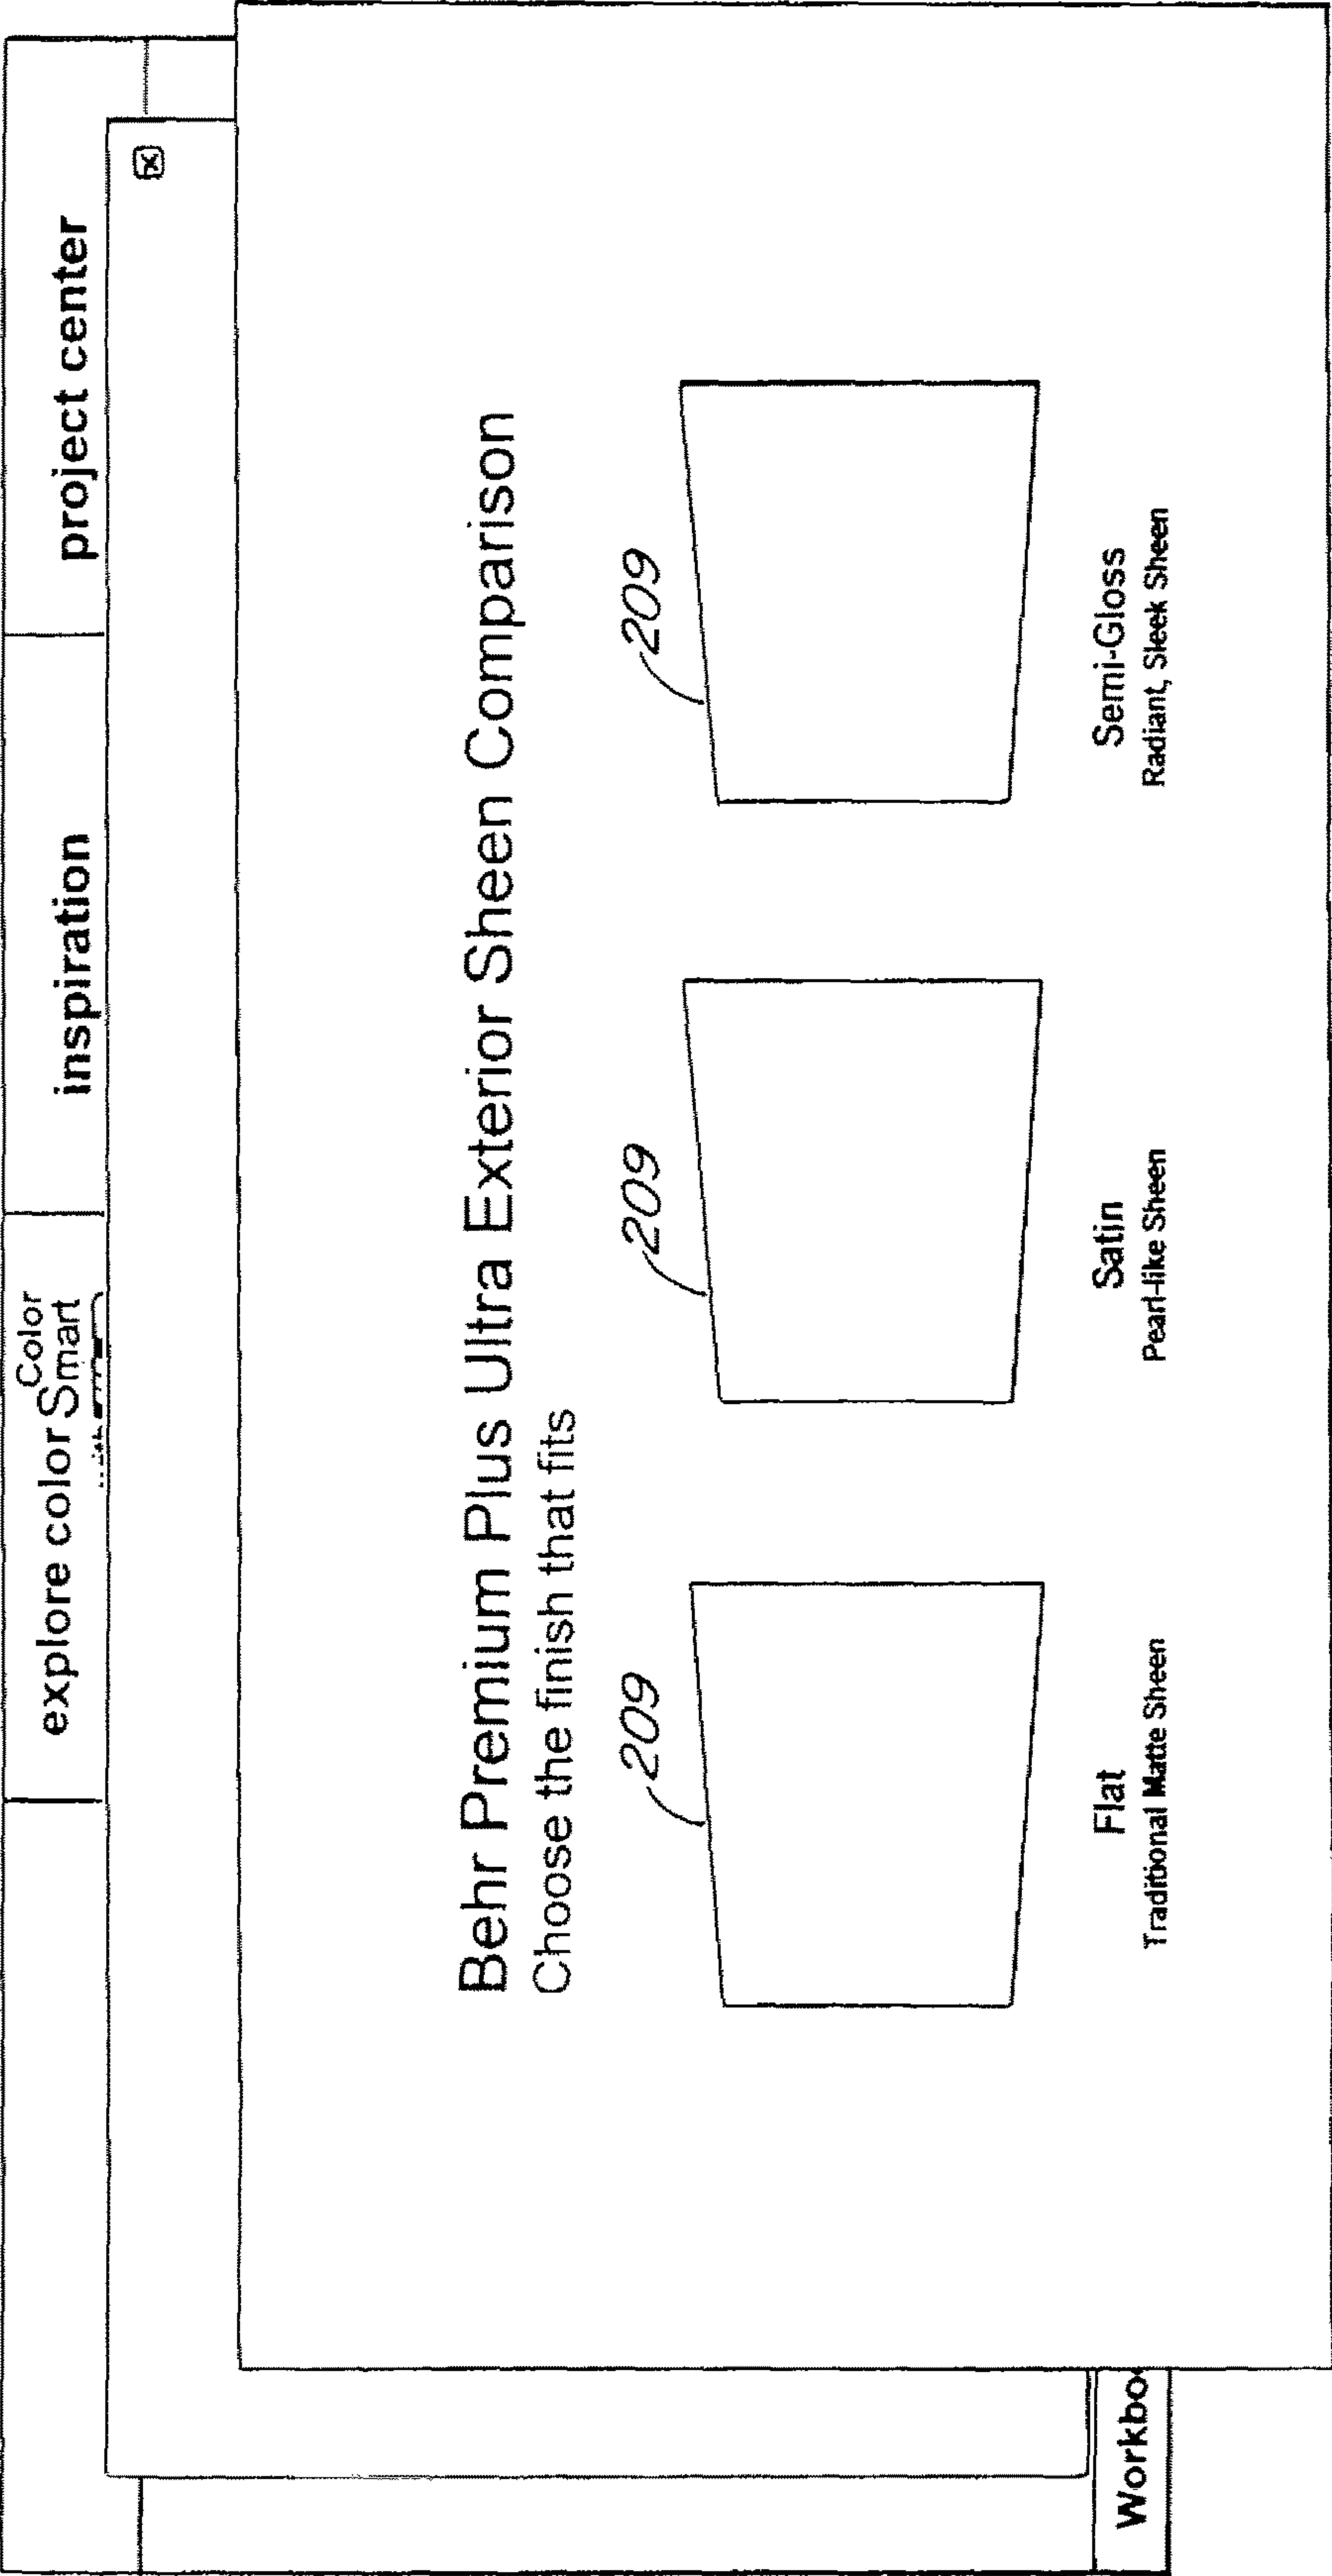 explore color
Color
Smart
inspiration
project center
x
Behr Premium Plus Ultra Exterior Sheen Comparison
Choose the finish that fits
209
209
209
Flat
Traditional Matte Sheen
Satin
Pearl-like Sheen
Semi-Gloss
Radiant, Sleek Sheen